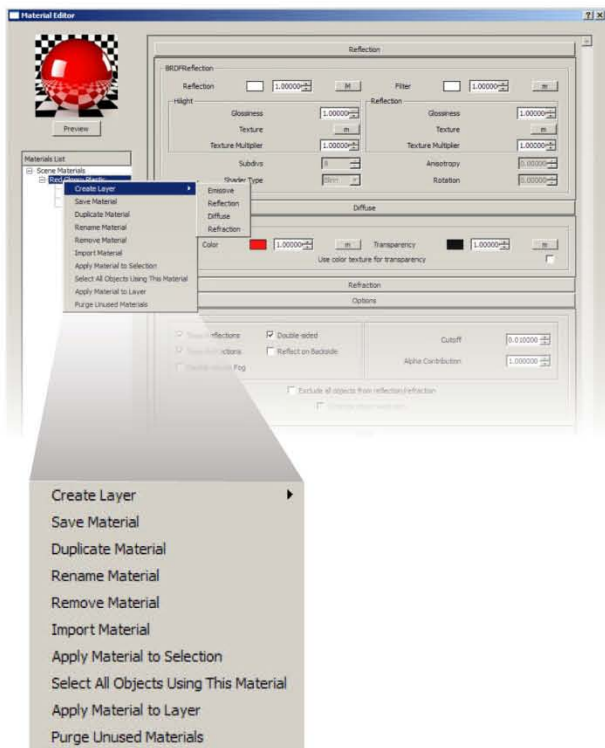 Material Editor
Preview
Materials List
Scene Materials
Red Glossy Plastic
Create Layer
Save Material
Duplicate Material
Rename Material
Remove Material
Import Material
Apply Material to Selection
Select All Objects Using This Material
Apply Material to Layer
Purge Unused Materials
Emissive
Reflection
Diffuse
Refraction
Reflection
BRDFReflection
Reflection 1.00000 M Filter 1.00000 m
Hilight Reflection
Glossiness 1.00000 Glossiness 1.00000
Texture m Texture m
Texture Multiplier 1.00000 Texture Multiplier 1.00000
Subdivs 8 Anisotropy 0.00000
Shader Type Rotation 0.00000
Diffuse
Color 1.00000 m Transparency 1.00000 m
Use color texture for transparency
Refraction
Options
Double-sided Cutoff 0.010000
Reflect on Backside
Alpha Contribution 1.000000
Fog
Exclude all objects from reflection/refraction
Create Layer
Save Material
Duplicate Material
Rename Material
Remove Material
Import Material
Apply Material to Selection
Select All Objects Using This Material
Apply Material to Layer
Purge Unused Materials